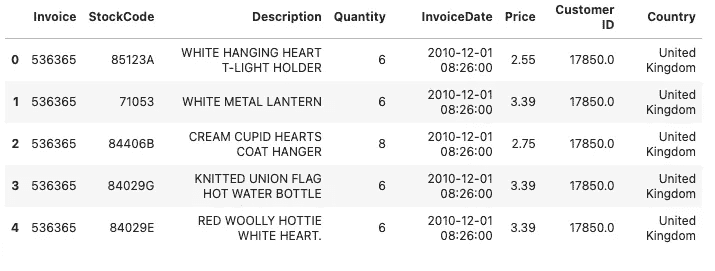 Invoice StockCode Description Quantity InvoiceDate Price Customer ID Country
0 536365 85123A WHITE HANGING HEART T-LIGHT HOLDER 6 2010-12-01 08:26:00 2.55 17850.0 United Kingdom
1 536365 71053 WHITE METAL LANTERN 6 2010-12-01 08:26:00 3.39 17850.0 United Kingdom
2 536365 84406B CREAM CUPID HEARTS COAT HANGER 8 2010-12-01 08:26:00 2.75 17850.0 United Kingdom
3 536365 84029G KNITTED UNION FLAG HOT WATER BOTTLE 6 2010-12-01 08:26:00 3.39 17850.0 United Kingdom
4 536365 84029E RED WOOLLY HOTTIE WHITE HEART. 6 2010-12-01 08:26:00 3.39 17850.0 United Kingdom